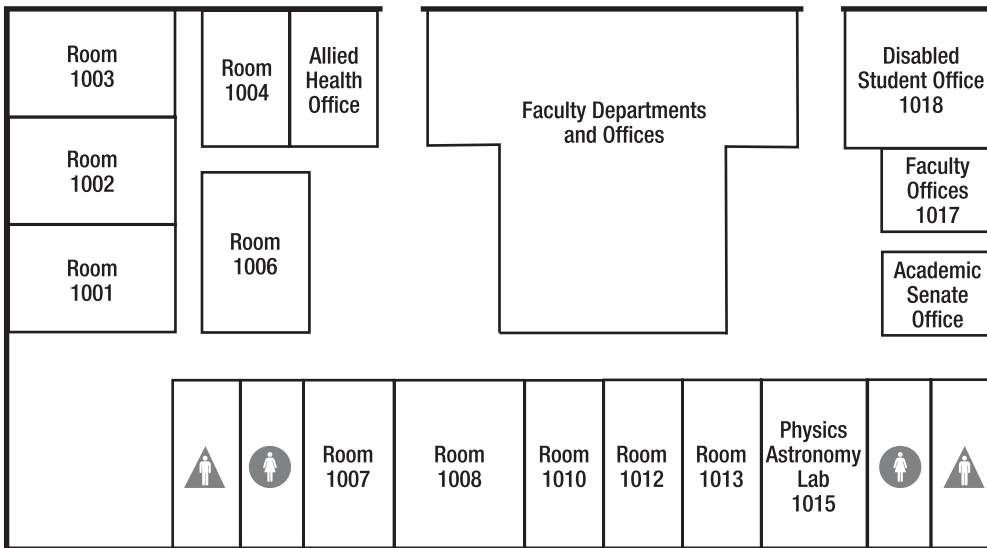 Room
1003
Room
1004
Allied
Health
Office
Faculty Departments
and Offices
Disabled
Student Office
1018
Room
1002
Faculty
Offices
1017
Room
1001
Room
1006
Academic
Senate
Office
Room
1007
Room
1008
Room
1010
Room
1012
Room
1013
Physics
Astronomy
Lab
1015